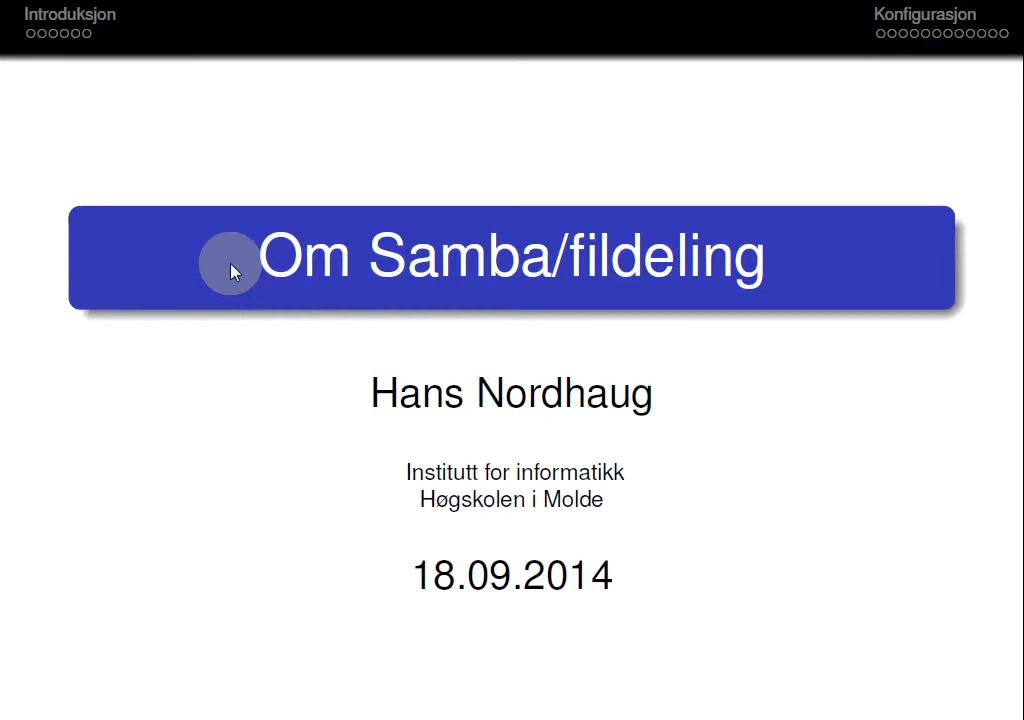 Introduksjon
Konfigurasjon
Om Samba/fildeling
Hans Nordhaug
Institutt for informatikk
Høgskolen i Molde
18.09.2014